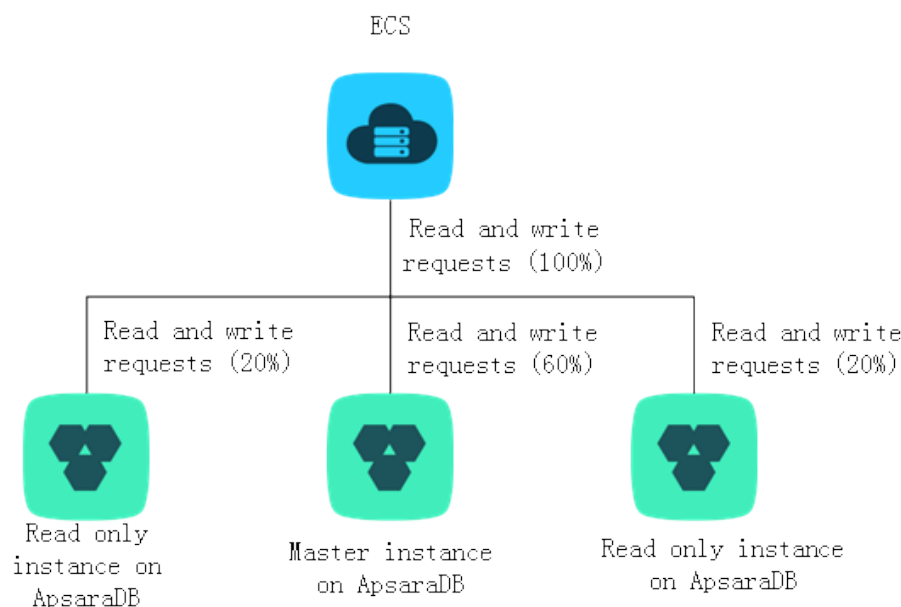 ECS
Read and write
requests (100%)
Read and write
requests (20%)
Read and write
requests (60%)
Read and write
requests (20%)
Read only
instance on
ApsaraDB
Master instance
on ApsaraDB
Read only instance
on ApsaraDB